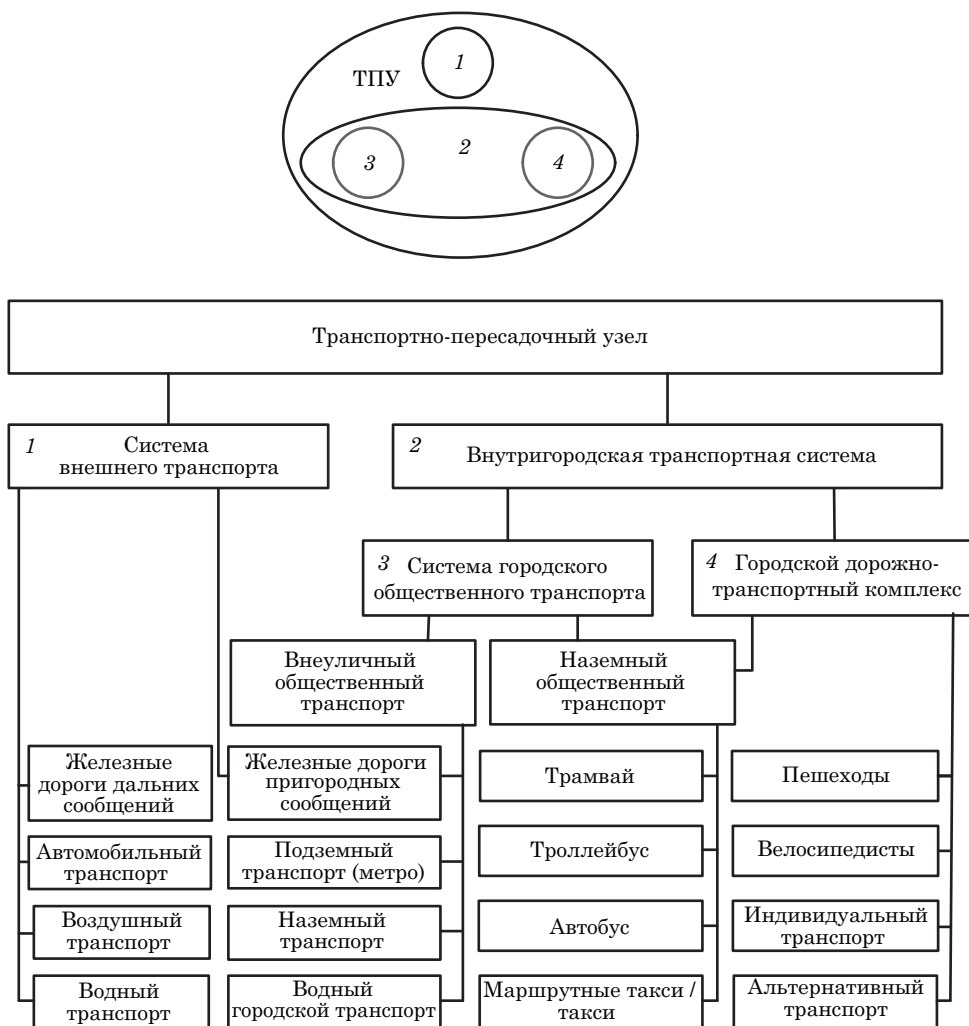 1
ТПУ
3
2
4
Транспортно-пересадочный узел
1 Система
внешнего транспорта
2 Внутригородская транспортная система
3 Система городского
общественного транспорта
4 Городской дорожно-
транспортный комплекс
Внеуличный
общественный
транспорт
Наземный
общественный
транспорт
Железные
дороги дальних
сообщений
Железные дороги
пригородных
сообщений
Трамвай
Пешеходы
Автомобильный
транспорт
Подземный
транспорт (метро)
Троллейбус
Велосипедисты
Воздушный
транспорт
Наземный
транспорт
Автобус
Индивидуальный
транспорт
Водный
транспорт
Водный
городской транспорт
Маршрутные такси /
такси
Альтернативный
транспорт